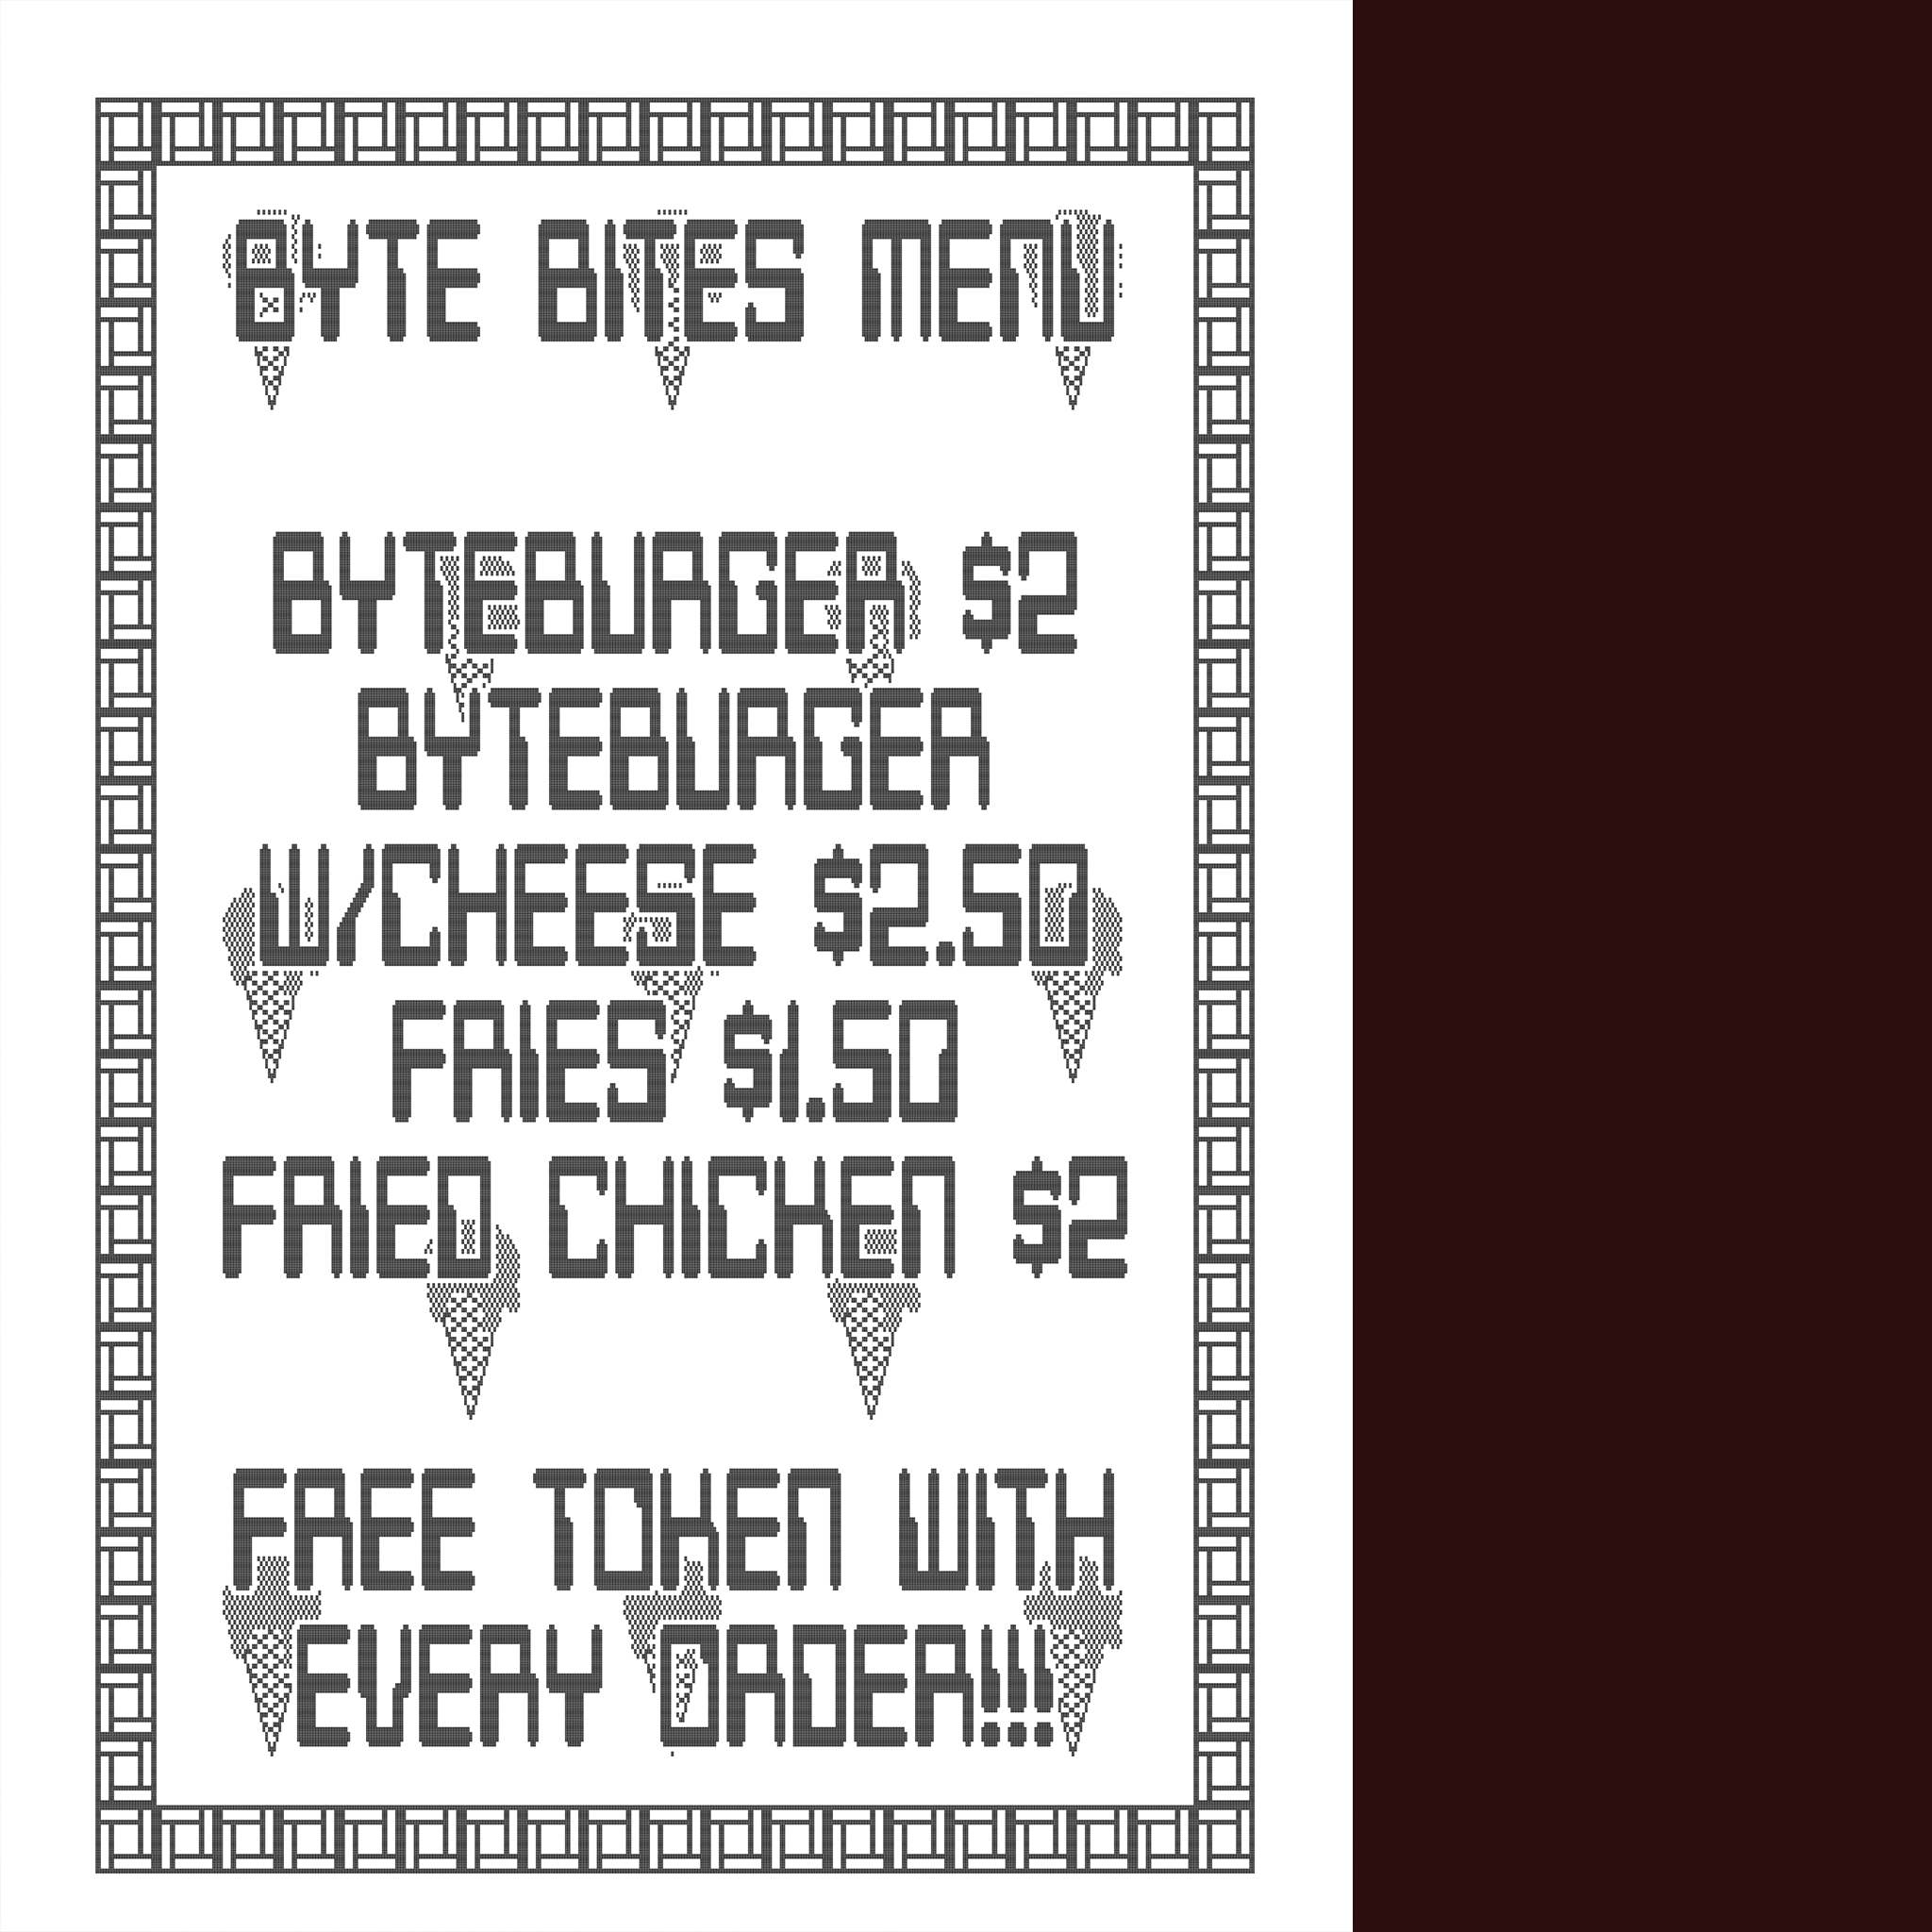 BYTE BITES MENU
BYTEBURGER $2
BYTEBURGER
W/CHEESE $2.50
FRIES $1.50
FRIED CHICKEN $2
FREE TOKEN WITH
EVERY ORDER!!!